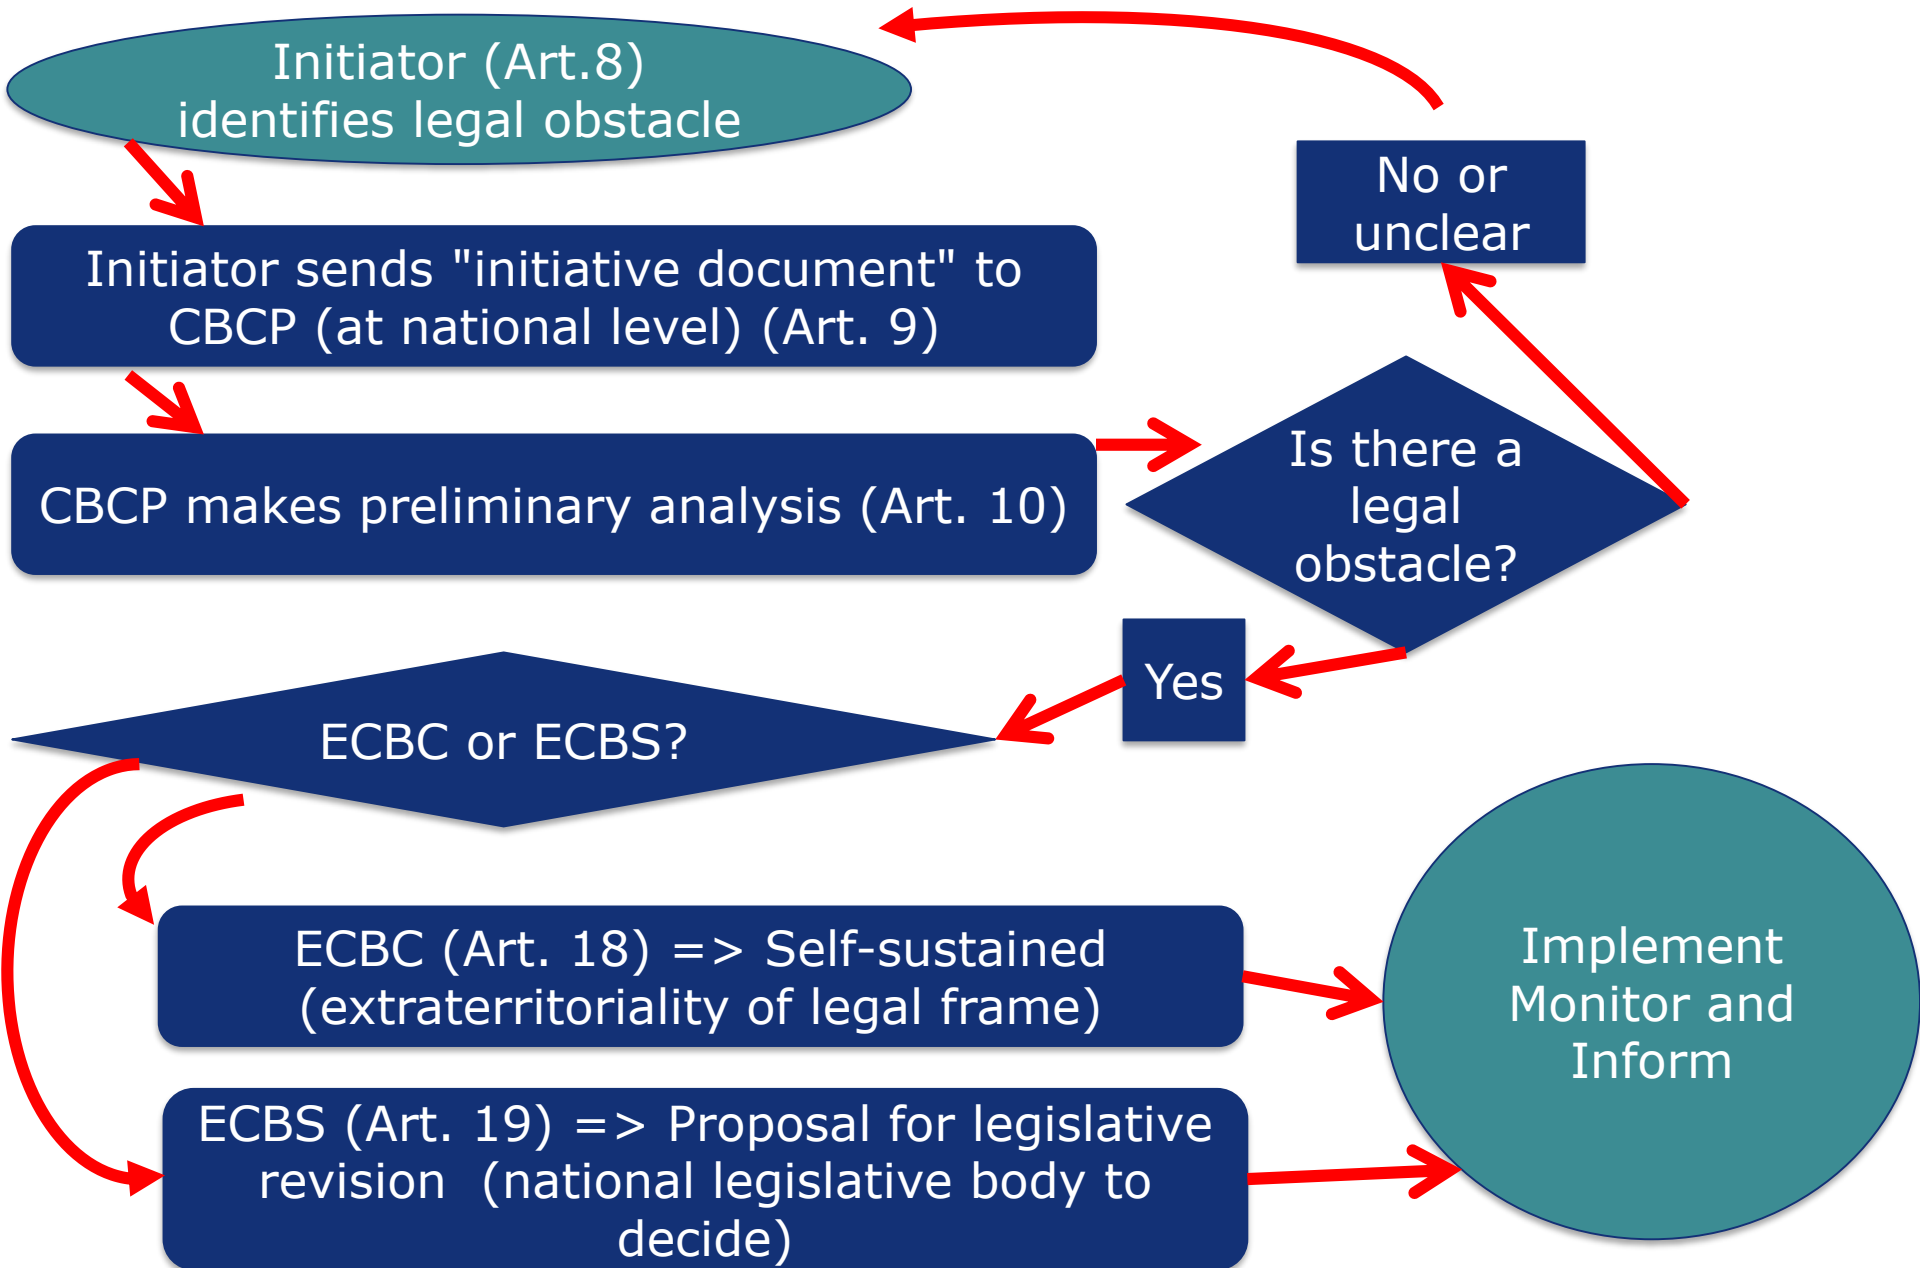 Initiator (Art.8)
identifies legal obstacle
No or
unclear
Initiator sends "initiative document" to
CBCP (at national level) (Art. 9)
CBCP makes preliminary analysis (Art. 10)
Is there a
legal
obstacle?
Yes
ECBC or ECBS?
ECBC (Art. 18) => Self-sustained
(extraterritoriality of legal frame)
ECBS (Art. 19) => Proposal for legislative
revision  (national legislative body to
decide)
Implement
Monitor and
Inform